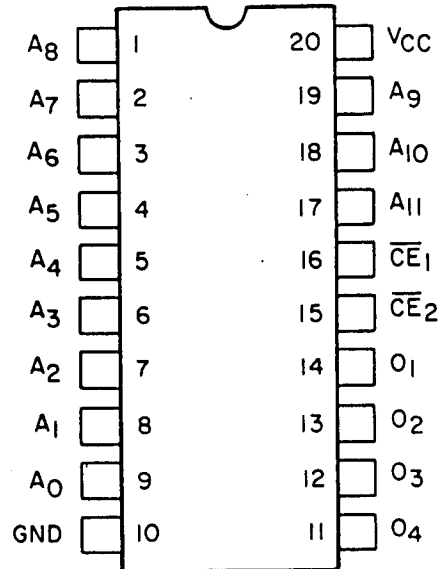 A8 1 20 VCC
A7 2 19 A9
A6 3 18 A10
A5 4 17 A11
A4 5 16 CE1
A3 6 15 CE2
A2 7 14 O1
A1 8 13 O2
A0 9 12 O3
GND 10 11 O4